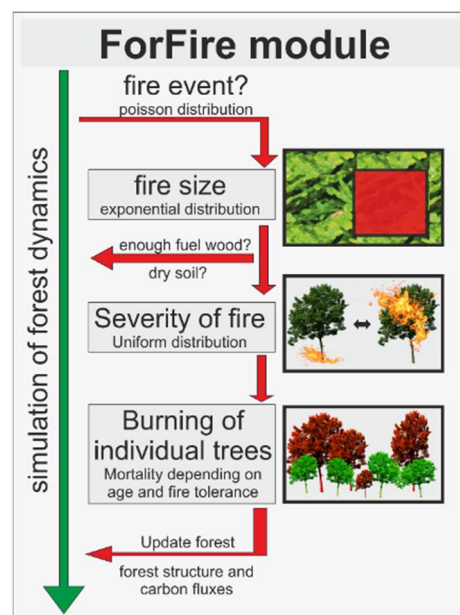 ForFire module
fire event?
poisson distribution
fire size
exponential distribution
enough fuel wood?
dry soil?
Severity of fire
Uniform distribution
Burning of
individual trees
Mortality depending on
age and fire tolerance
Update forest
forest structure and
carbon fluxes
simulation of forest dynamics